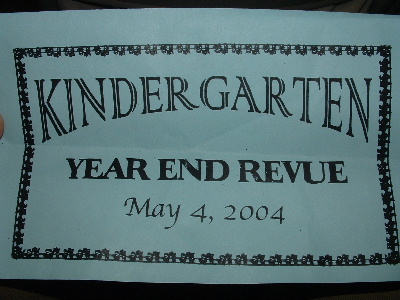 KINDERGARTEN
YEAR END REVUE
May 4, 2004